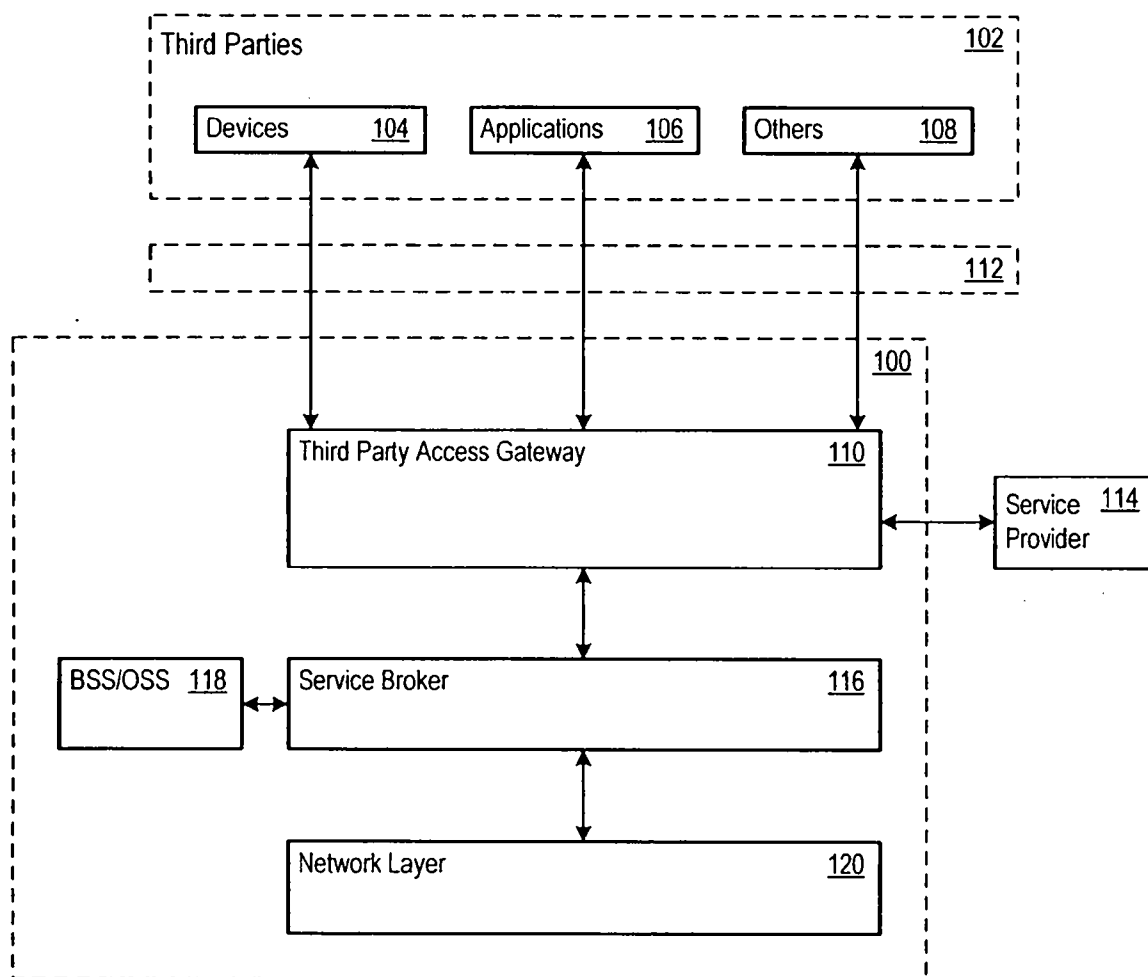 Third Parties 102
Devices 104 Applications 106 Others 108
112
100
Third Party Access Gateway 110
Service 114
Provider
BSS/OSS 118 Service Broker 116
Network Layer 120